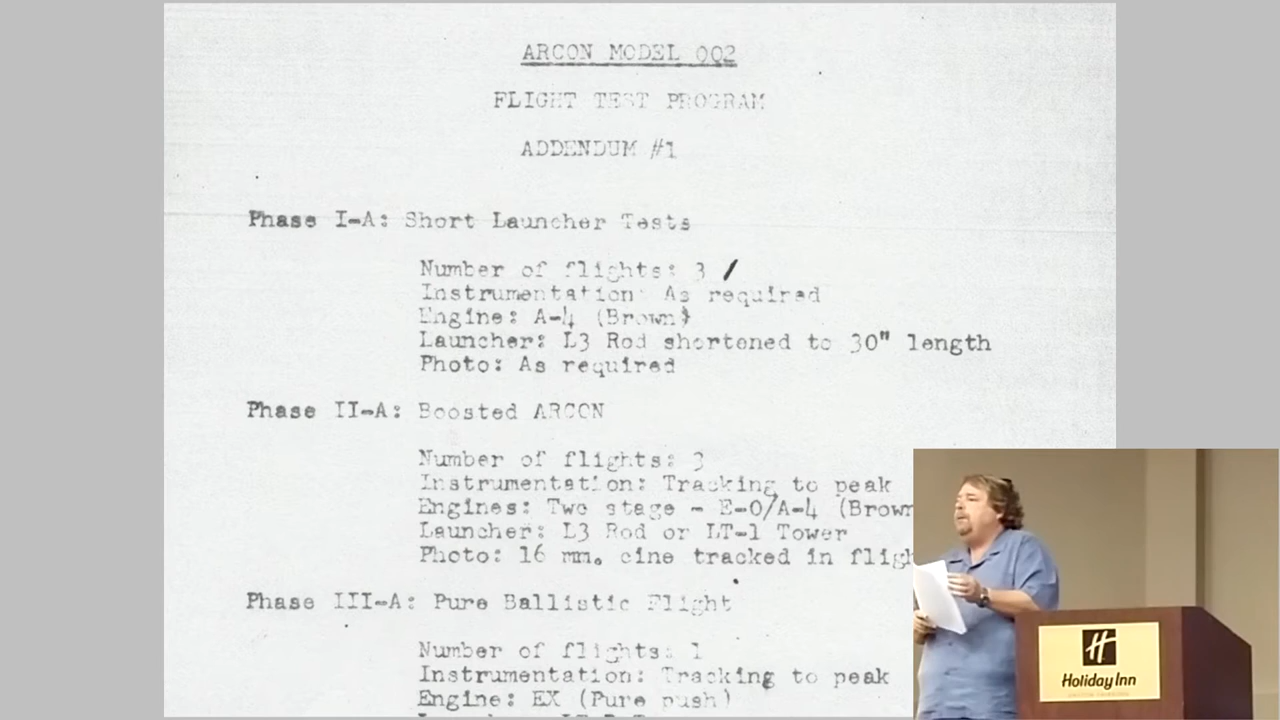 ARCON MODEL 002
FLIGHT TEST PROGRAM
ADDENDUM #1
Phase I-A: Short Launcher Tests
Number of flights: 3 /
Instrumentation: As required
Engine: A-4 (Brown)
Launcher: L3 Rod shortened to 30" length
Photo: As required
Phase II-A: Boosted ARCON
Number of flights: 3
Instrumentation: Tracking to peak
Engines: Two stage - E-0/A-4 (Brown
Launcher: L3 Rod or LT-1 Tower
Photo: 16 mm. cine tracked in fligh
Phase III-A: Pure Ballistic Flight
Number of flights: 1
Instrumentation: Tracking to peak
Engine: EX (Pure push)
H
Holiday Inn